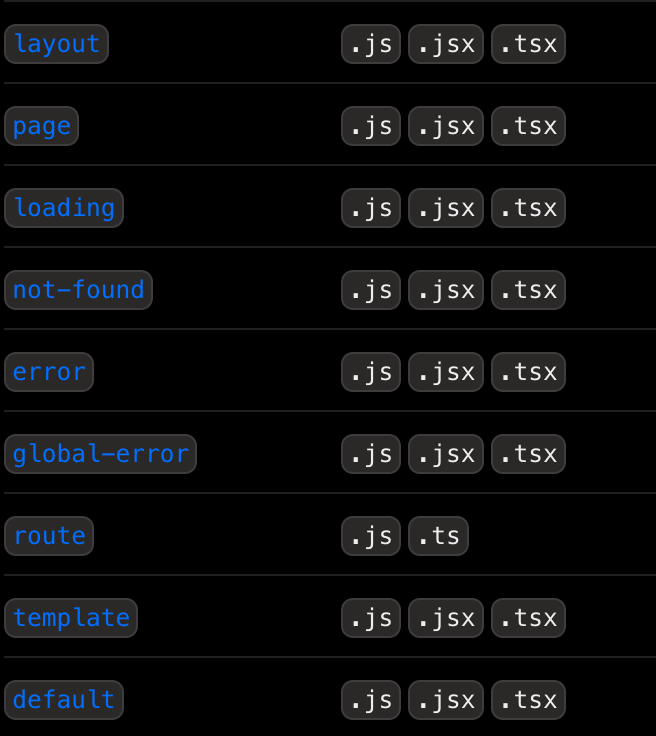 layout .js .jsx .tsx
page .js .jsx .tsx
loading .js .jsx .tsx
not-found .js .jsx .tsx
error .js .jsx .tsx
global-error .js .jsx .tsx
route .js .ts
template .js .jsx .tsx
default .js .jsx .tsx